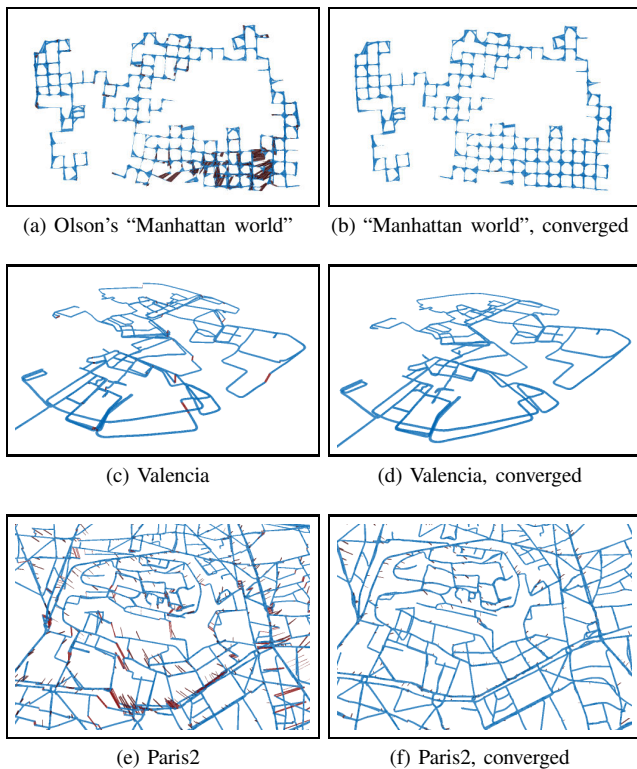 (a) Olson's “Manhattan world”
(b) “Manhattan world”, converged
(c) Valencia
(d) Valencia, converged
(e) Paris2
(f) Paris2, converged